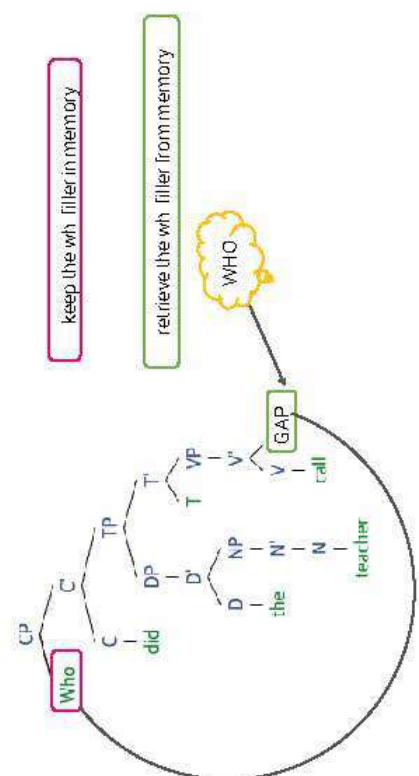 CP
Who C keep the wh filler in memory
C TP
did DP T' retrieve the wh filler from memory
D' T VP
D NP V' WHO
the N' V GAP
N call
teacher